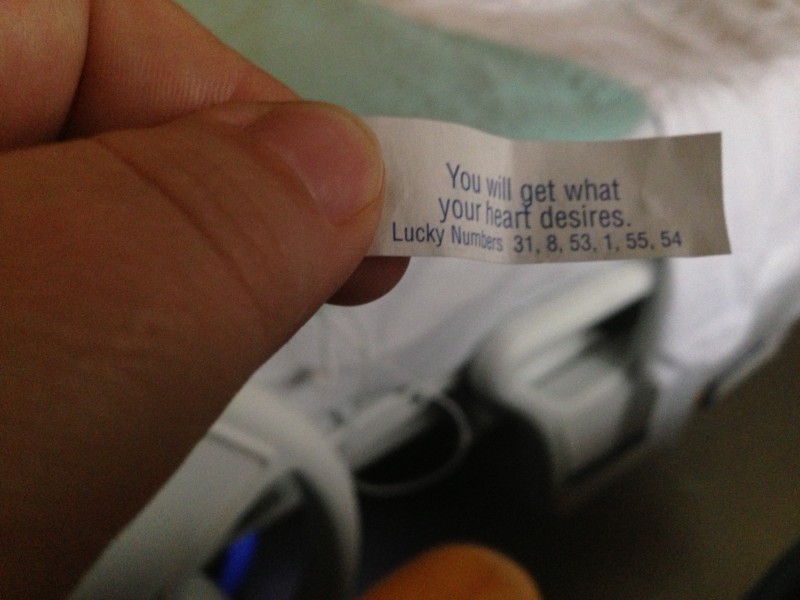 You will get what
your heart desires.
Lucky Numbers 31, 8, 53, 1, 55, 54